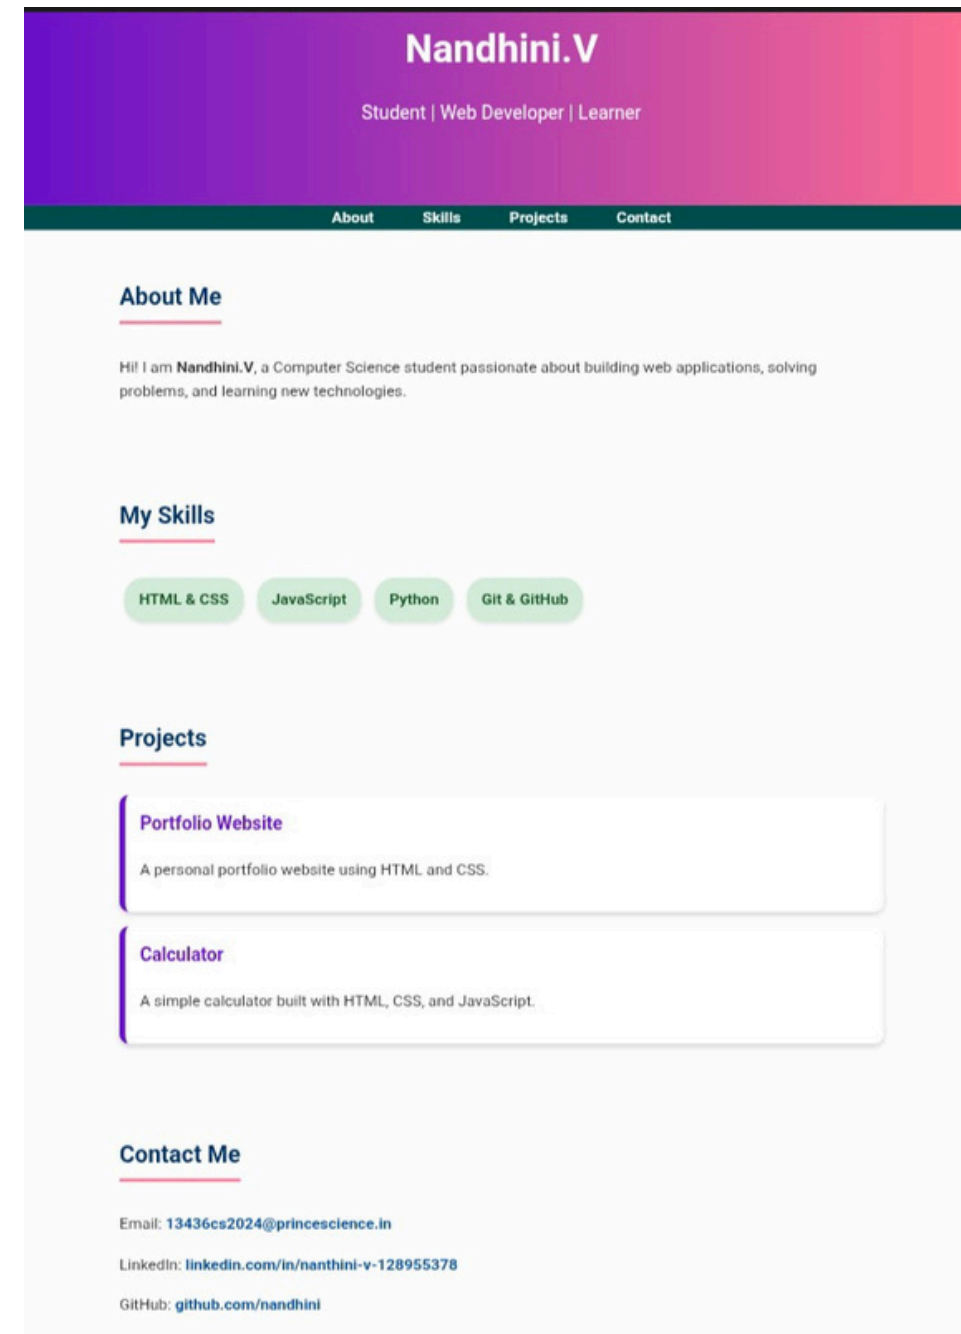 Nandhini.V
Student | Web Developer | Learner
About Skills Projects Contact
About Me
Hi! I am Nandhini.V, a Computer Science student passionate about building web applications, solving
problems, and learning new technologies.
My Skills
HTML & CSS JavaScript Python Git & GitHub
Projects
Portfolio Website
A personal portfolio website using HTML and CSS.
Calculator
A simple calculator built with HTML, CSS, and JavaScript.
Contact Me
Email: 13436cs2024@princescience.in
LinkedIn: linkedin.com/in/nanthini-v-128955378
GitHub: github.com/nandhini